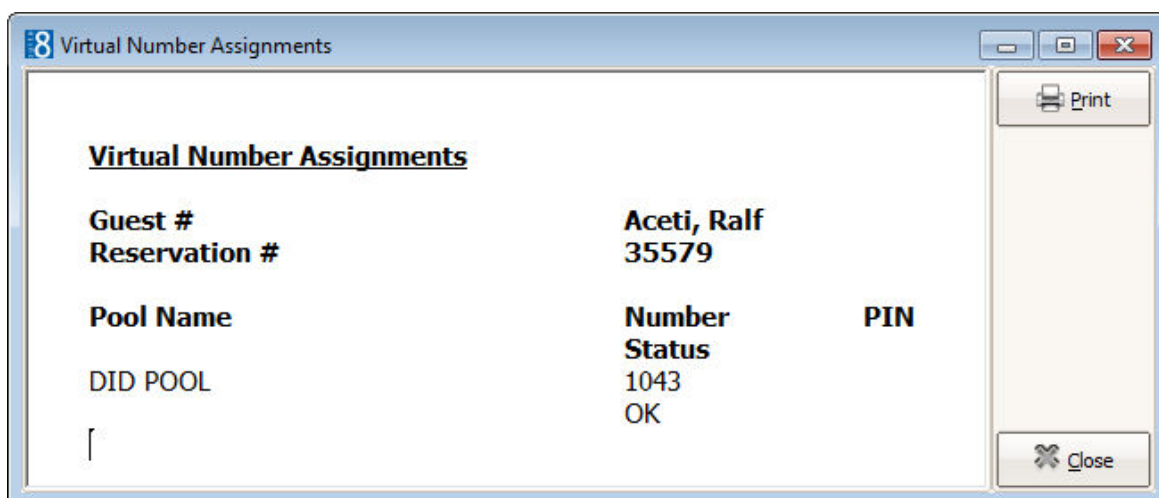 8 Virtual Number Assignments
Print
Virtual Number Assignments
Guest # Aceti, Ralf
Reservation # 35579
Pool Name Number PIN
Status
DID POOL 1043
OK
Close